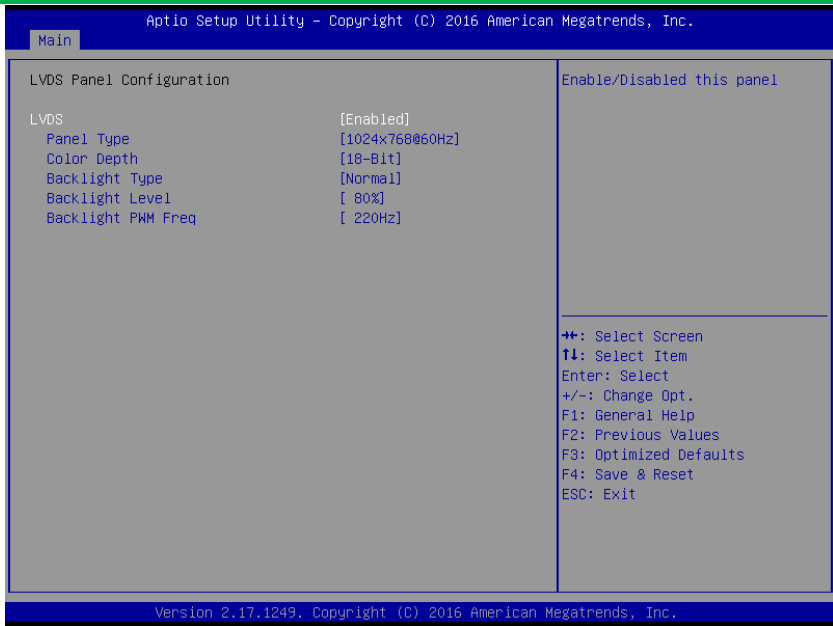 Aptio Setup Utility – Copyright (C) 2016 American Megatrends, Inc.
Main
LVDS Panel Configuration
LVDS [Enabled]
Panel Type [1024x768@60Hz]
Color Depth [18-Bit]
Backlight Type [Normal]
Backlight Level [ 80%]
Backlight PWM Freq [ 220Hz]
Enable/Disabled this panel
→←: Select Screen
↑↓: Select Item
Enter: Select
+/-: Change Opt.
F1: General Help
F2: Previous Values
F3: Optimized Defaults
F4: Save & Reset
ESC: Exit
Version 2.17.1249. Copyright (C) 2016 American Megatrends, Inc.